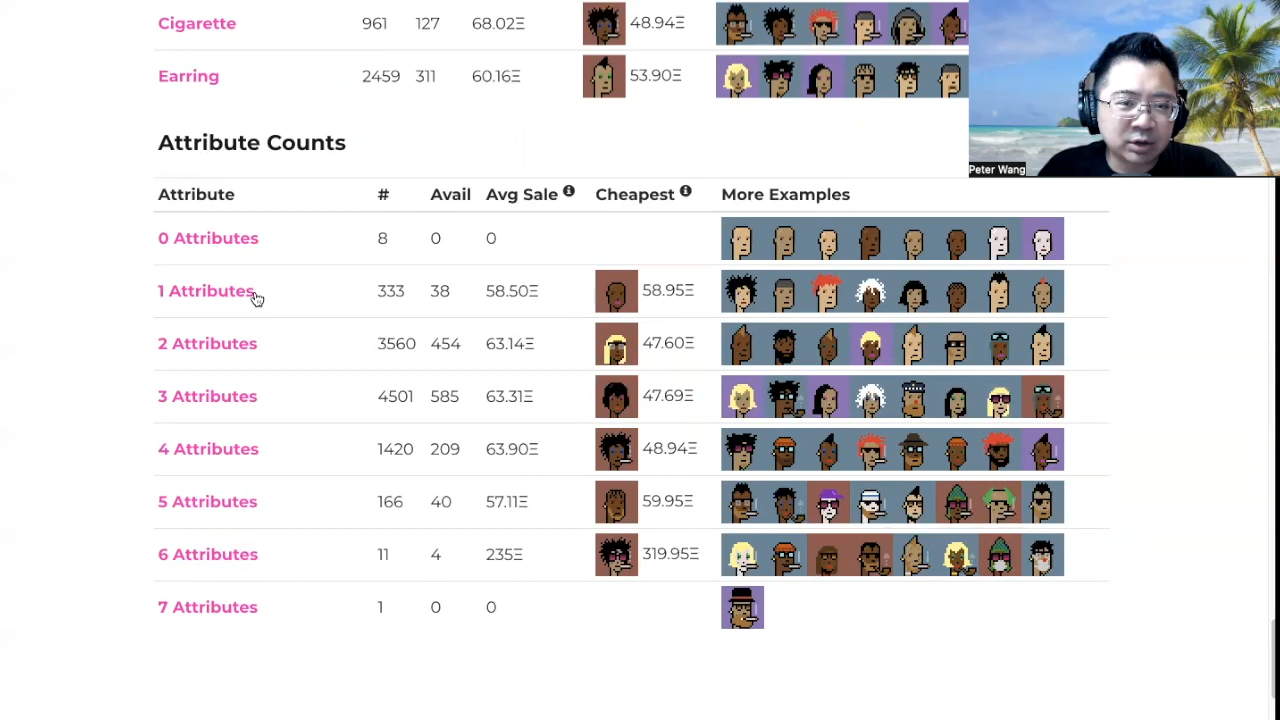 Cigarette 961 127 68.02Ξ 48.94Ξ
Earring 2459 311 60.16Ξ 53.90Ξ
Peter Wang
Attribute Counts
Attribute # Avail Avg Sale Cheapest More Examples
0 Attributes 8 0 0
1 Attributes 333 38 58.50Ξ 58.95Ξ
2 Attributes 3560 454 63.14Ξ 47.60Ξ
3 Attributes 4501 585 63.31Ξ 47.69Ξ
4 Attributes 1420 209 63.90Ξ 48.94Ξ
5 Attributes 166 40 57.11Ξ 59.95Ξ
6 Attributes 11 4 235Ξ 319.95Ξ
7 Attributes 1 0 0